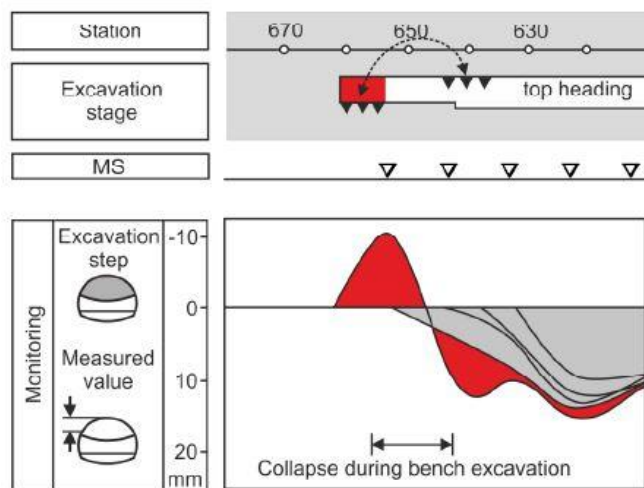 Station
670 650 630
Excavation
stage
top heading
MS
Monitoring
Excavation
step
Measured
value
-10
0
10
20
mm
Collapse during bench excavation